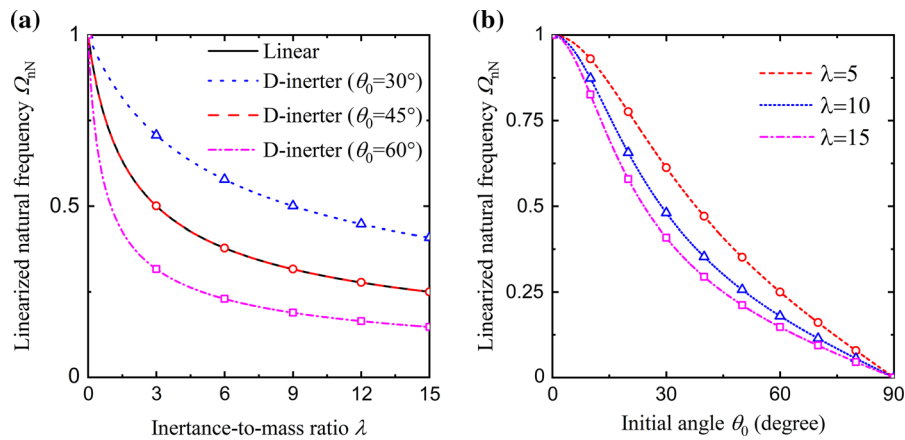 (a)
Linearized natural frequency ΩnN
1
0.5
0
0 3 6 9 12 15
Inertance-to-mass ratio λ
Linear
D-inerter (θ0=30°)
D-inerter (θ0=45°)
D-inerter (θ0=60°)
(b)
Linearized natural frequency ΩnN
1
0.75
0.5
0.25
0
0 30 60 90
Initial angle θ0 (degree)
λ=5
λ=10
λ=15